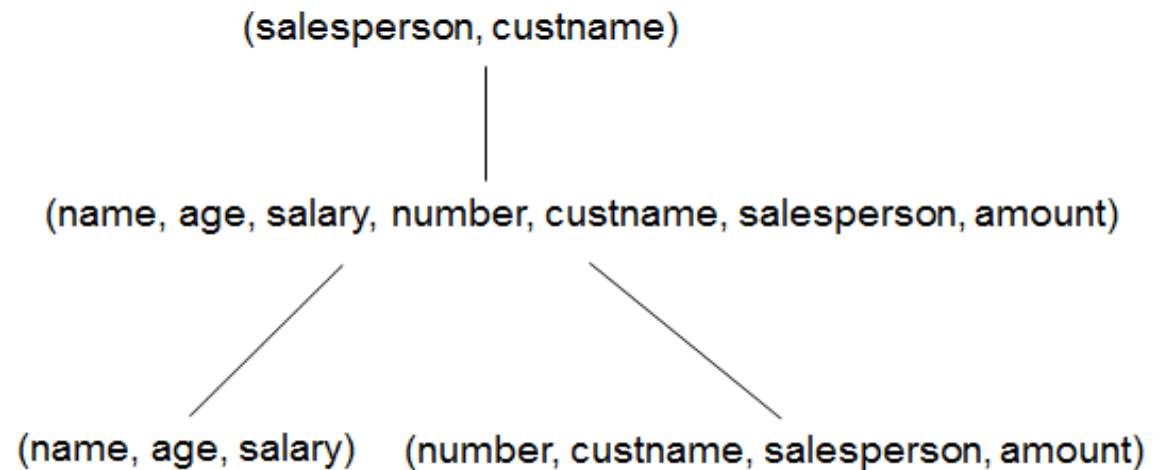 (salesperson, custname)
(name, age, salary, number, custname, salesperson, amount)
(name, age, salary) (number, custname, salesperson, amount)